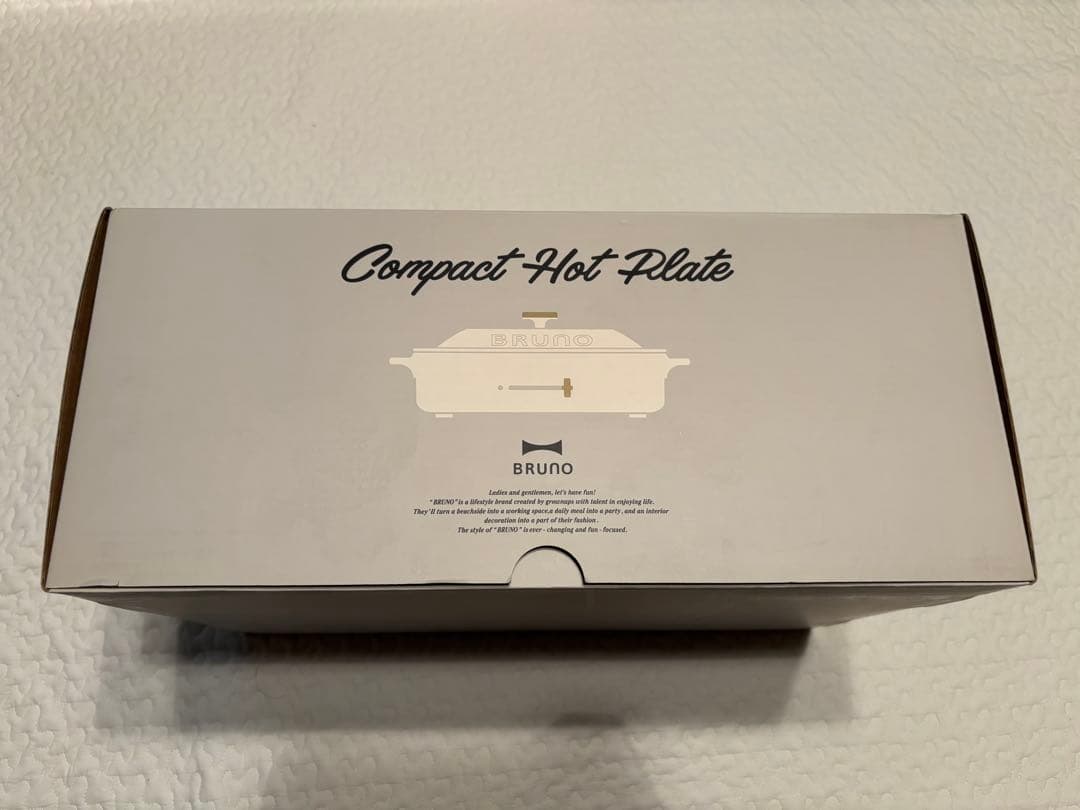 Compact Hot Plate
BRUNO
BRUNO
Ladies and gentlemen, let's have fun!
"BRUNO" is a lifestyle brand created by grownups with talent in enjoying life.
They'll turn a beachside into a working space,a daily meal into a party, and an interior
decoration into a part of their fashion.
The style of "BRUNO" is ever - changing and fun - focused.